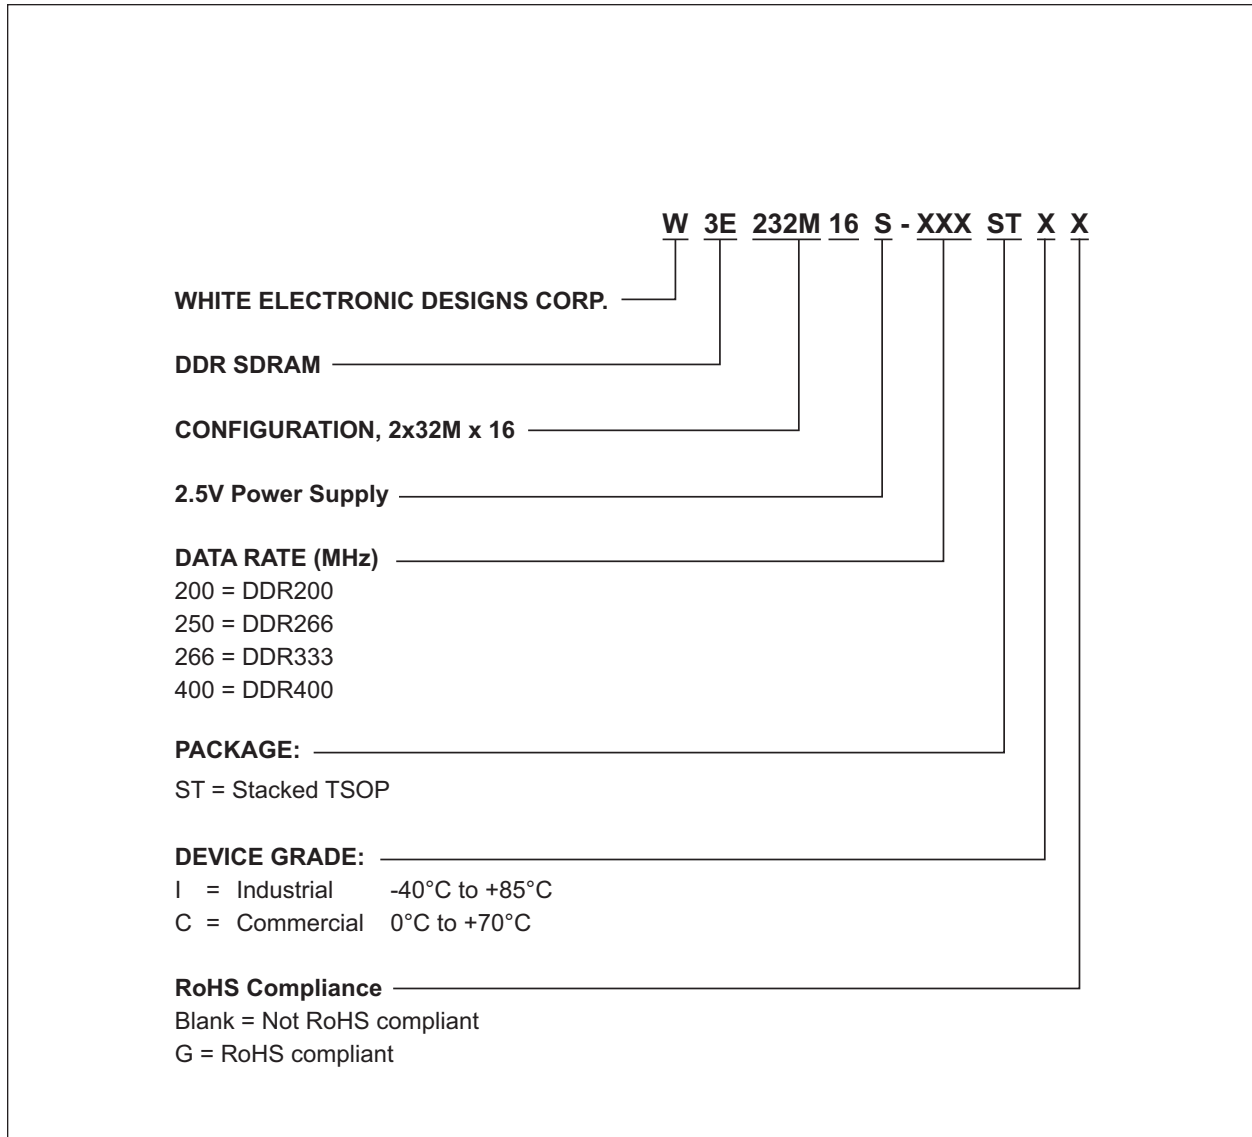 W 3E 232M 16 S - XXX ST X X
WHITE ELECTRONIC DESIGNS CORP.
DDR SDRAM
CONFIGURATION, 2x32M x 16
2.5V Power Supply
DATA RATE (MHz)
200 = DDR200
250 = DDR266
266 = DDR333
400 = DDR400
PACKAGE:
ST = Stacked TSOP
DEVICE GRADE:
I = Industrial -40°C to +85°C
C = Commercial 0°C to +70°C
RoHS Compliance
Blank = Not RoHS compliant
G = RoHS compliant